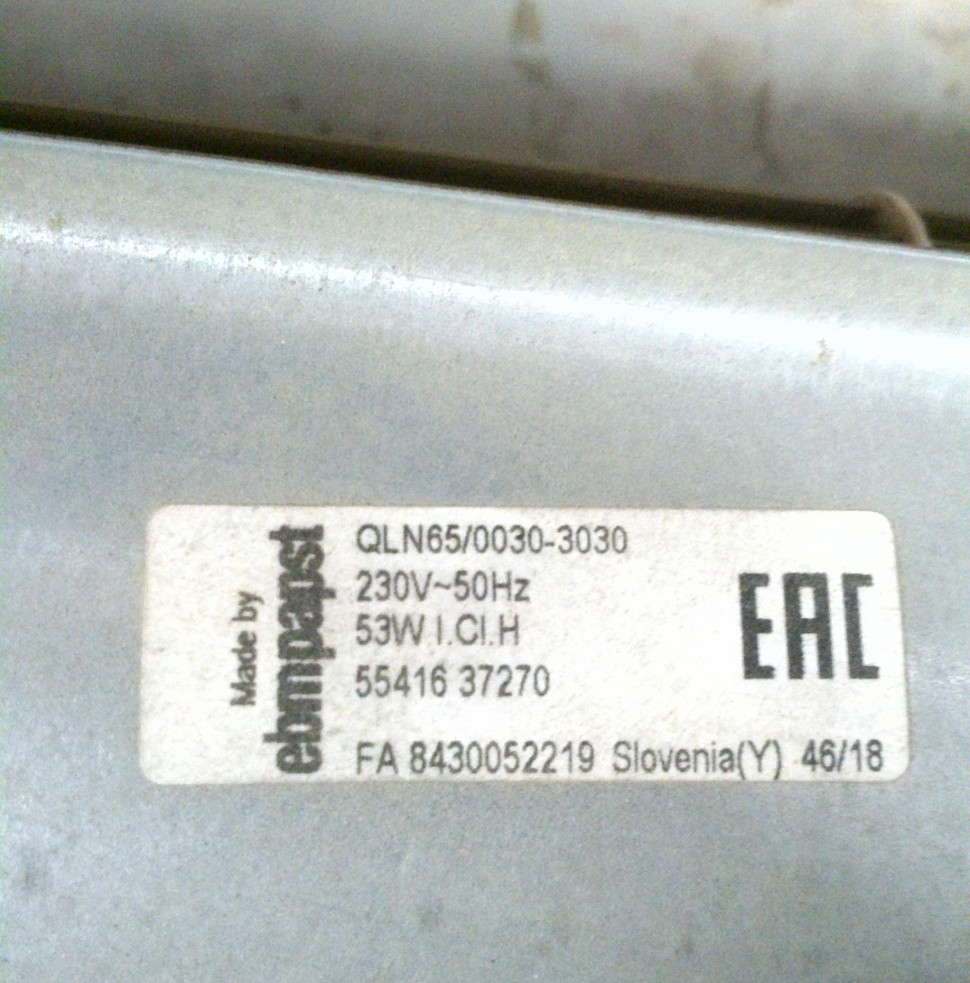 Made by
ebmpapst
QLN65/0030-3030
230V~50Hz
53W I.Cl.H
55416 37270
FA 8430052219 Slovenia(Y) 46/18
EAC